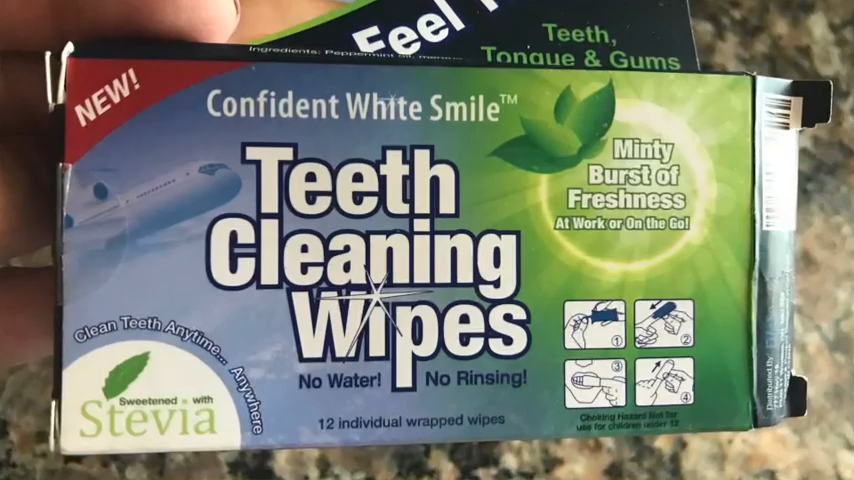 Feel
Teeth,
Tongue & Gums
Ingredients: Peppermint oil,
NEW!
Confident White Smile™
Teeth
Cleaning
Wipes
No Water! No Rinsing!
12 individual wrapped wipes
Minty
Burst of
Freshness
At Work or On the Go!
1
2
3
4
Choking Hazard Not for
use for children under 12
Clean Teeth Anytime... Anywhere
Sweetened with
Stevia
Distributed By